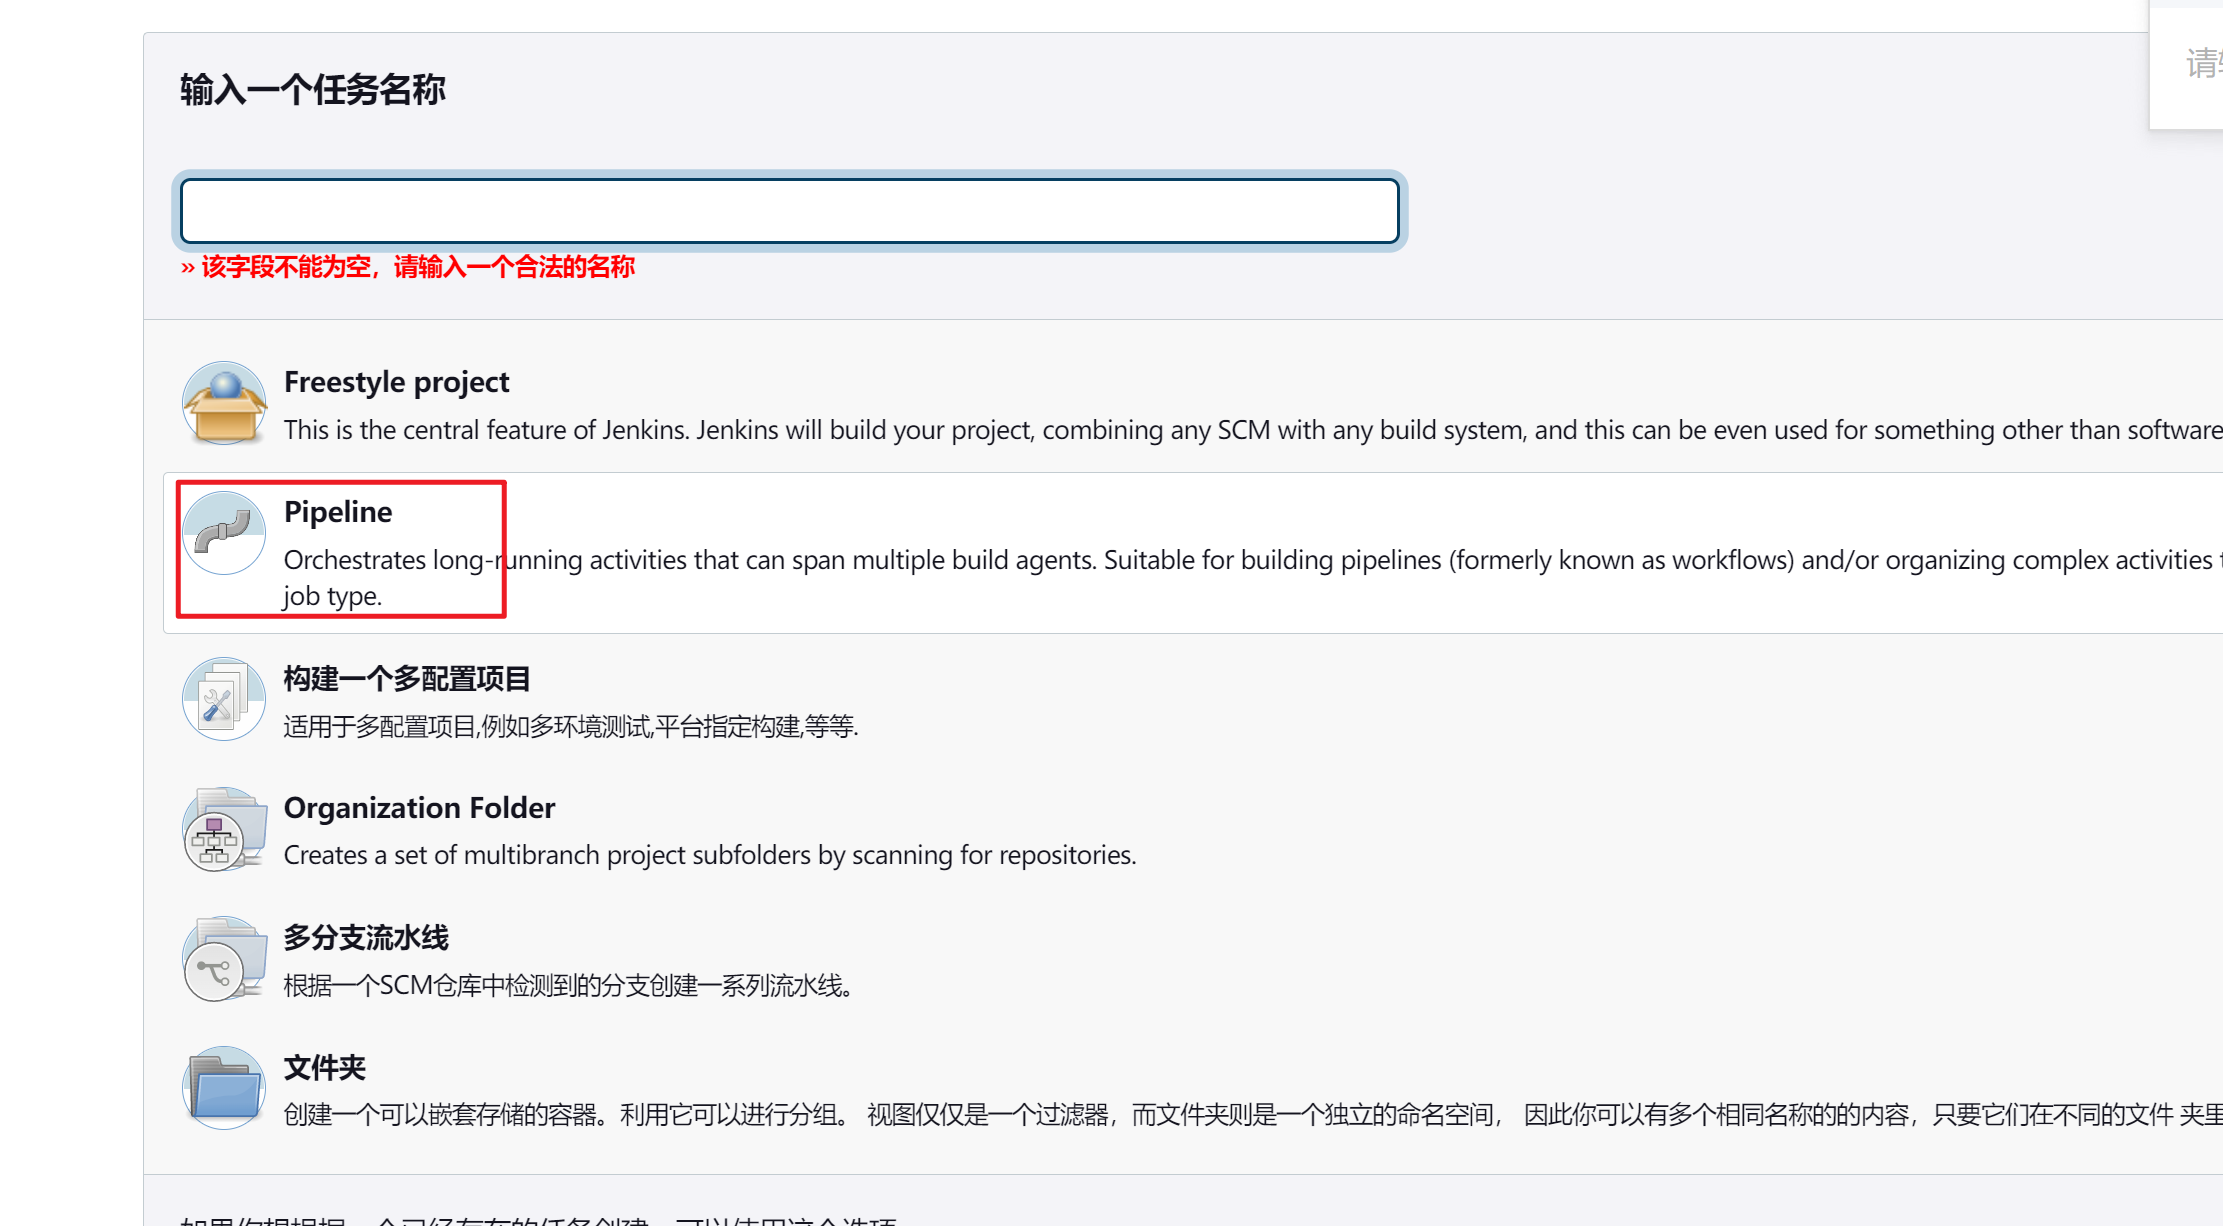 请
输入一个任务名称
» 该字段不能为空，请输入一个合法的名称
Freestyle project
This is the central feature of Jenkins. Jenkins will build your project, combining any SCM with any build system, and this can be even used for something other than software
Pipeline
Orchestrates long-running activities that can span multiple build agents. Suitable for building pipelines (formerly known as workflows) and/or organizing complex activities
job type.
构建一个多配置项目
适用于多配置项目,例如多环境测试,平台指定构建,等等.
Organization Folder
Creates a set of multibranch project subfolders by scanning for repositories.
多分支流水线
根据一个SCM仓库中检测到的分支创建一系列流水线。
文件夹
创建一个可以嵌套存储的容器。利用它可以进行分组。 视图仅仅是一个过滤器，而文件夹则是一个独立的命名空间， 因此你可以有多个相同名称的的内容，只要它们在不同的文件 夹里